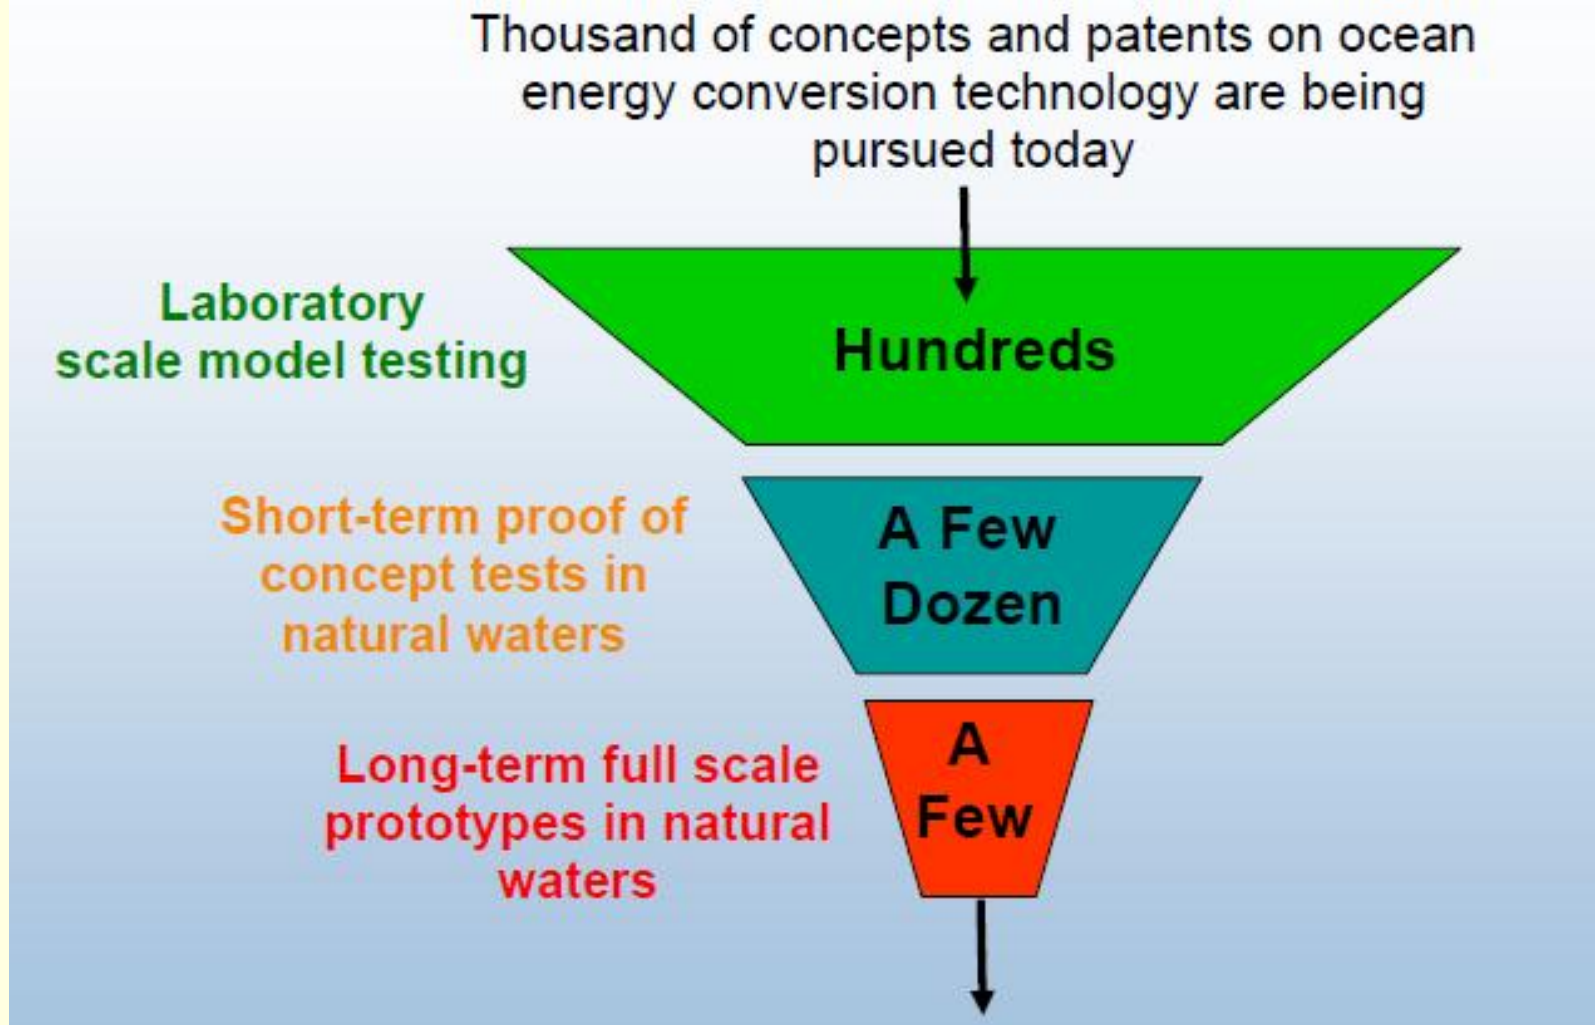 Thousand of concepts and patents on ocean
energy conversion technology are being
pursued today
Laboratory
scale model testing
Hundreds
Short-term proof of
concept tests in
natural waters
A Few
Dozen
Long-term full scale
prototypes in natural
waters
A
Few